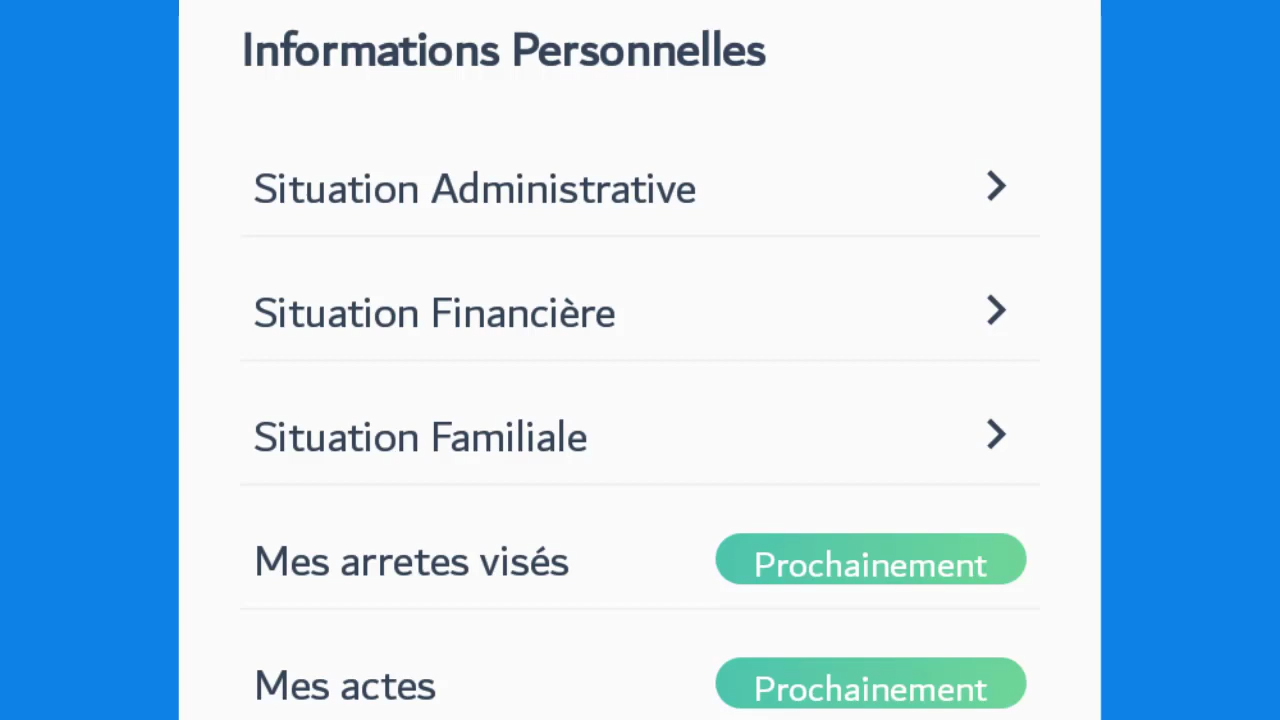 Informations Personnelles
Situation Administrative
Situation Financière
Situation Familiale
Mes arretes visés
Prochainement
Mes actes
Prochainement